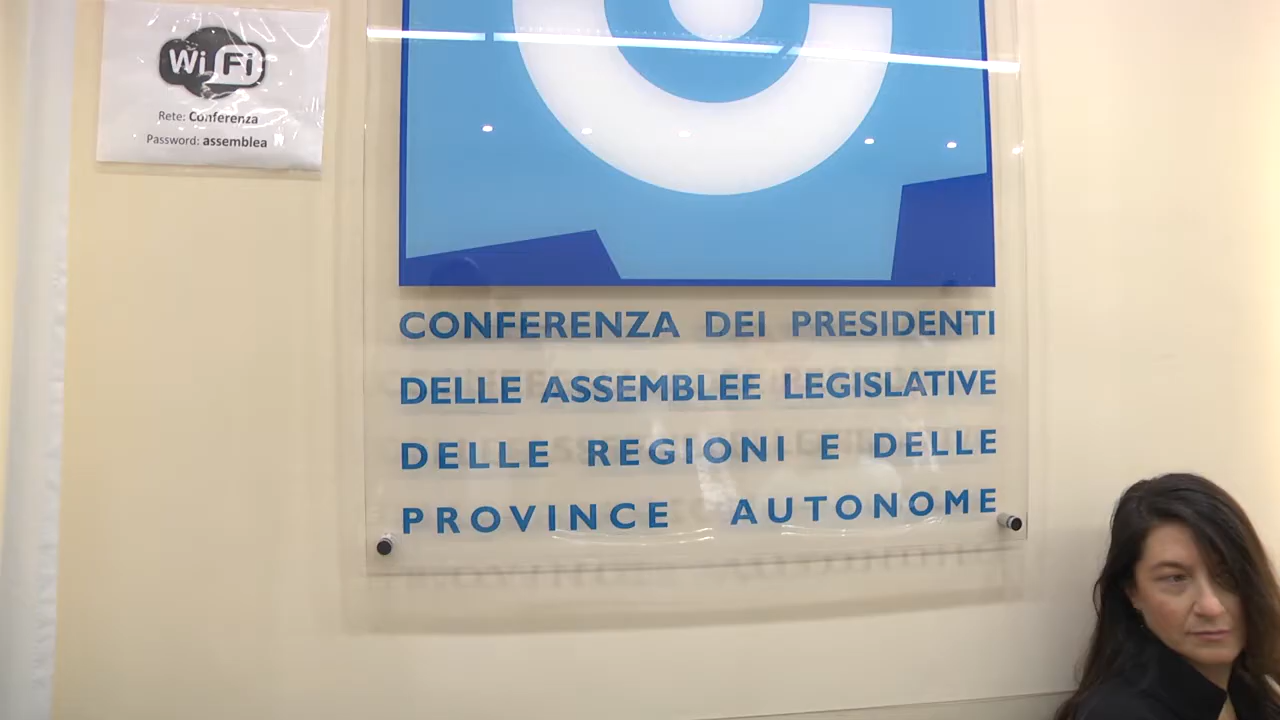 Wi Fi
Rete: Conferenza
Password: assemblea
CONFERENZA DEI PRESIDENTI
DELLE ASSEMBLEE LEGISLATIVE
DELLE REGIONI E DELLE
PROVINCE AUTONOME